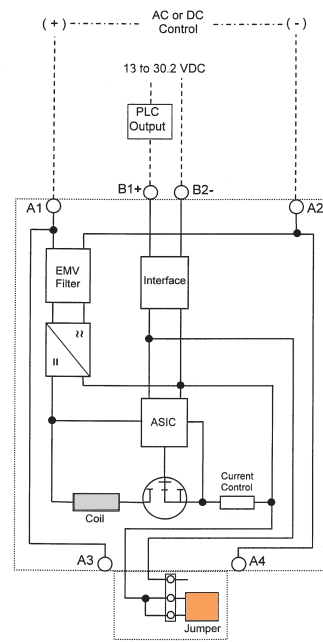 AC or DC
(+) (-)
Control
13 to 30.2 VDC
PLC
Output
B1+ B2-
A1 A2
EMV
Filter
Interface
ASIC
Current
Control
Coil
A3 A4
Jumper